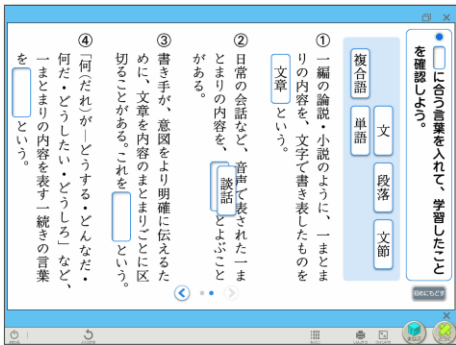 に合う言葉を入れて、学習したこと
を確認しよう。
文
段落
文節
複合語
単語
① 一編の論説・小説のように、一まとま
りの内容を、文字で書き表したものを
文章 という。
② 日常の会話など、音声で表された一ま
とまりの内容を、 談話 とよぶこと
がある。
③ 書き手が、意図をより明確に伝えるた
めに、文章を内容のまとまりごとに区
切ることがある。これを という。
④ 「何(だれ)が―どうする・どんなだ・
何だ・どうしたい・どうしろ」など、
一まとまりの内容を表す一続きの言葉
を という。
初めにもどす